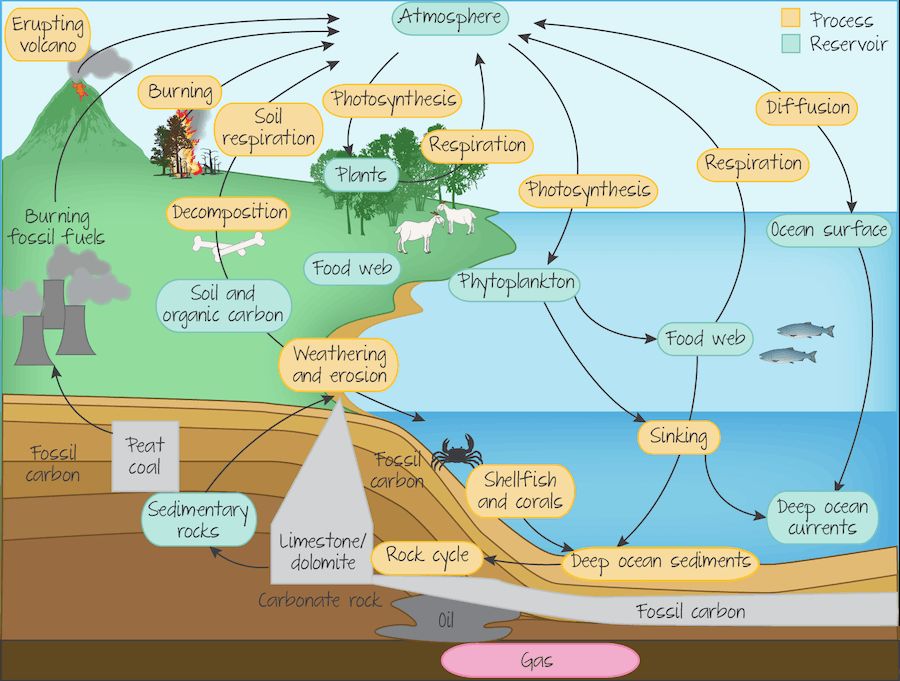 Atmosphere
Process
Reservoir
Erupting
volcano
Burning
Soil
respiration
Photosynthesis
Respiration
Diffusion
Plants
Photosynthesis
Respiration
Burning
fossil fuels
Decomposition
Ocean surface
Food web
Soil and
organic carbon
Phytoplankton
Food web
Weathering
and erosion
Sinking
Fossil
carbon
Peat
coal
Fossil
carbon
Shellfish
and corals
Sedimentary
rocks
Deep ocean
currents
Limestone/
dolomite
Rock cycle
Deep ocean sediments
Carbonate rock
Oil
Fossil carbon
Gas